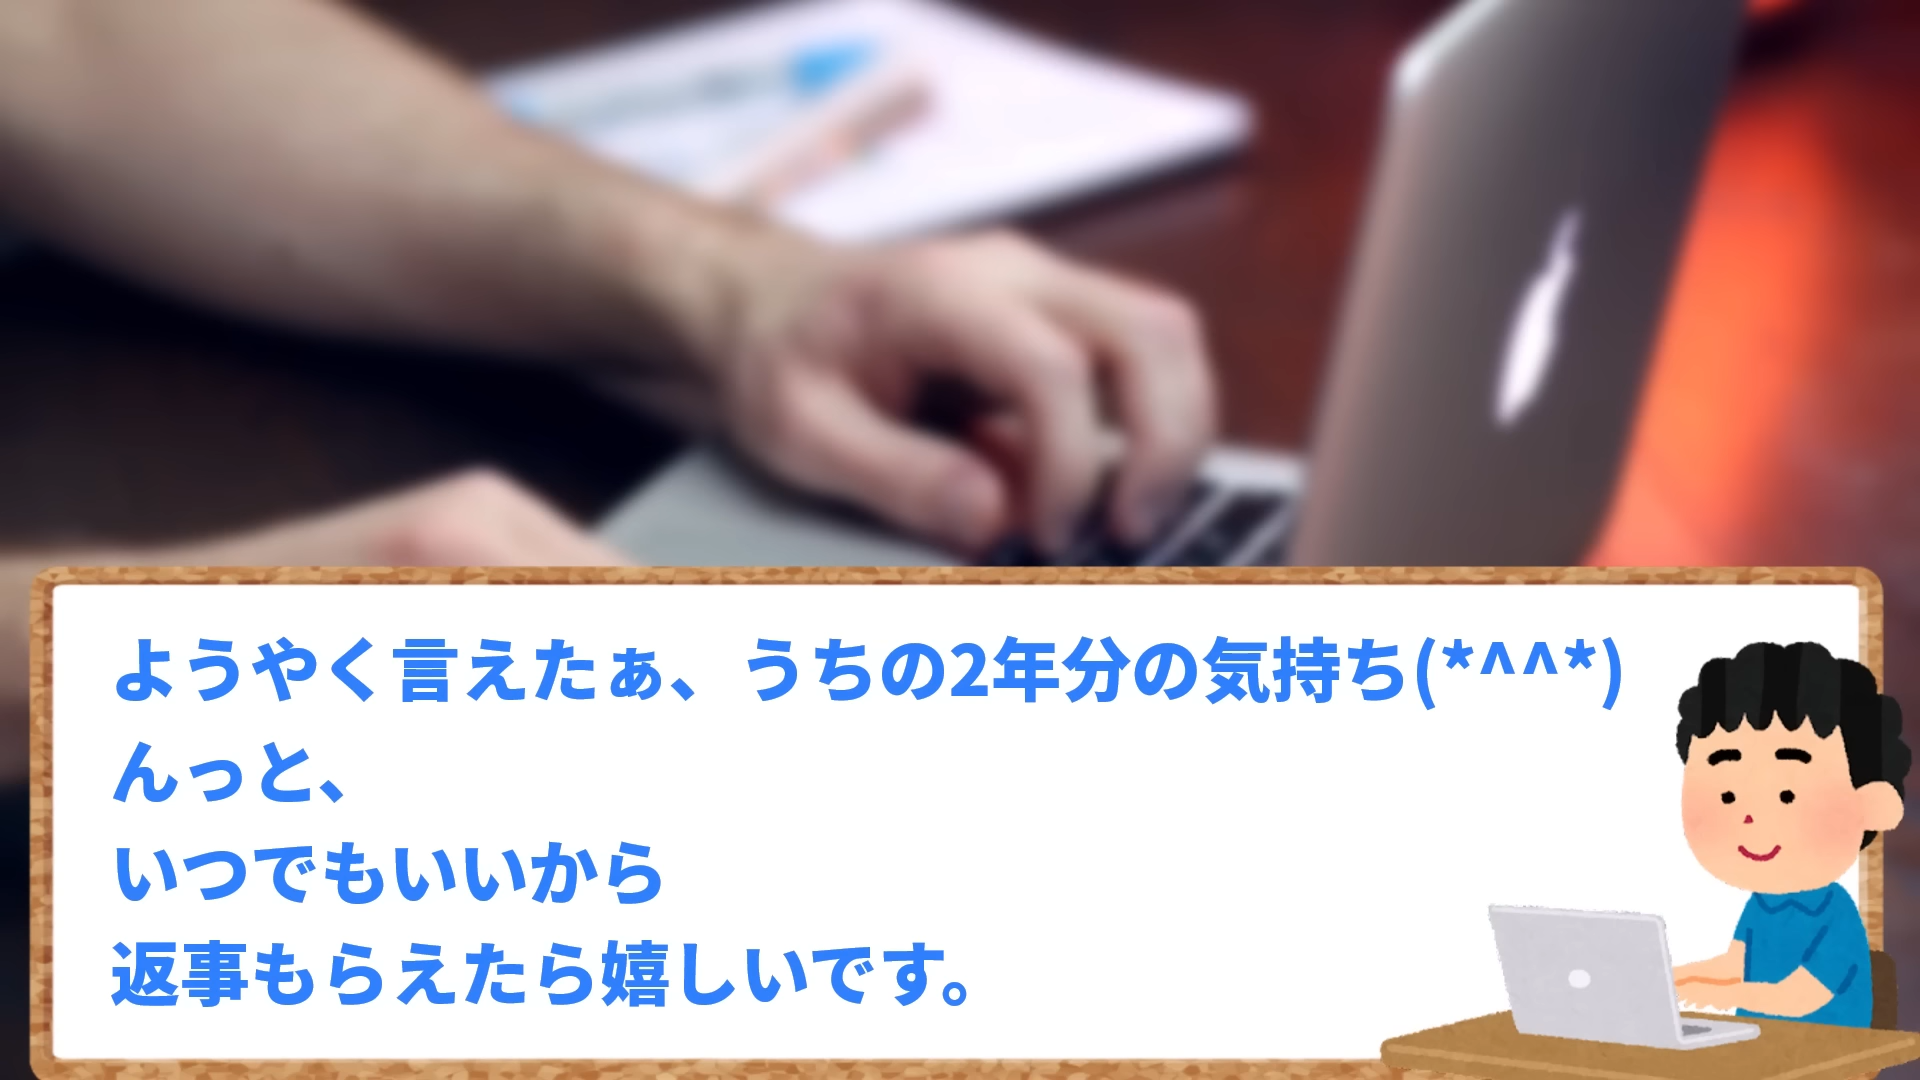 ようやく言えたぁ、うちの2年分の気持ち(*^^*)
んっと、
いつでもいいから
返事もらえたら嬉しいです。